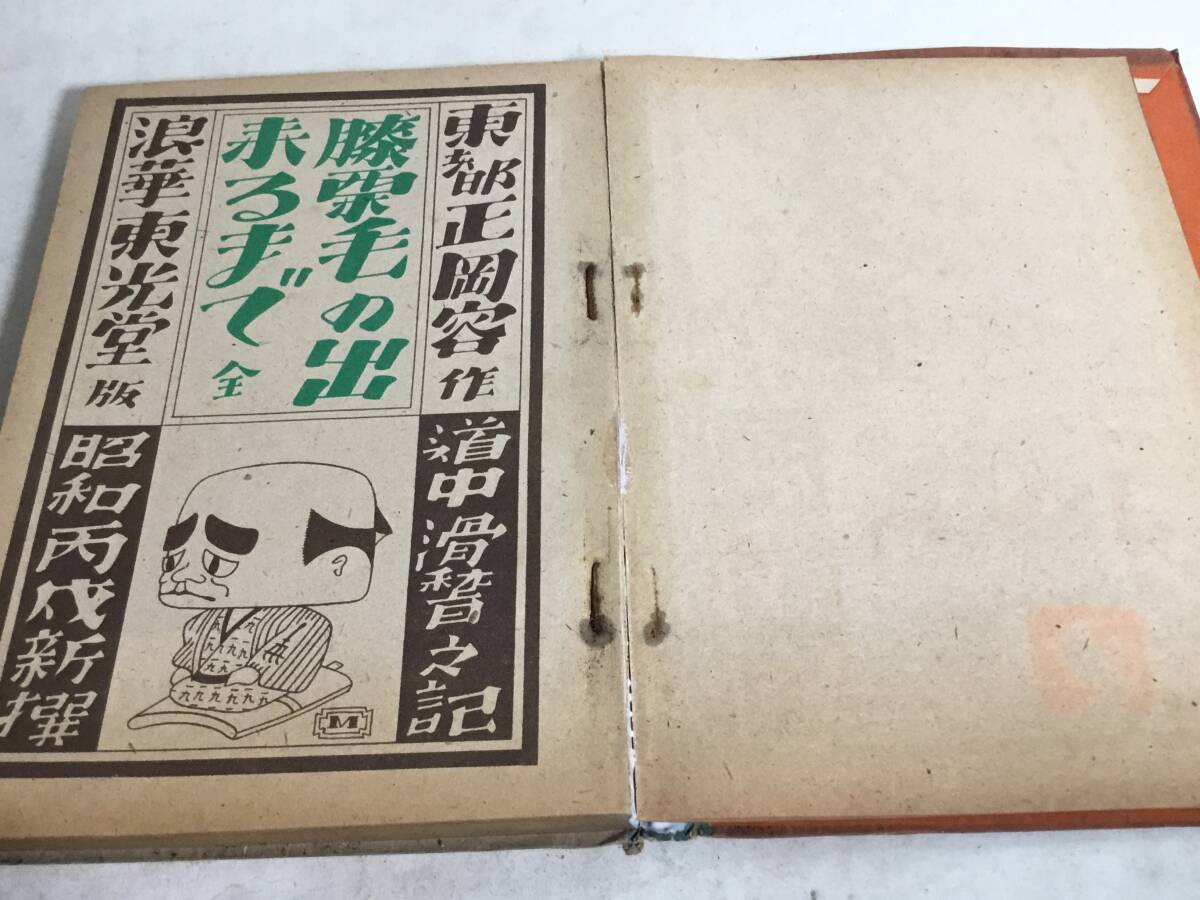 東都正岡容作
膝栗毛の出
来るまで 全
浪華東光堂版
道中滑稽之記
昭和丙戌新撰
M